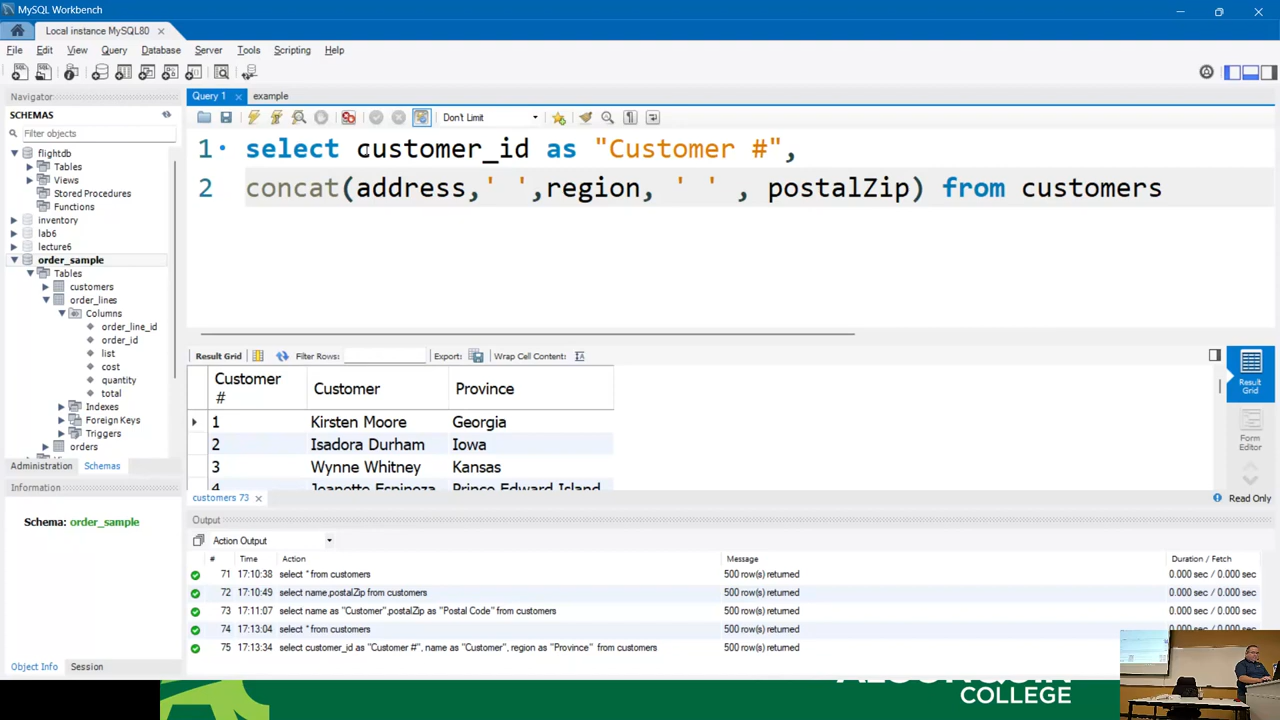 MySQL Workbench
Local instance MySQL80
File Edit View Query Database Server Tools Scripting Help
Navigator
SCHEMAS
Filter objects
flightdb
Tables
Views
Stored Procedures
Functions
inventory
lab6
lecture6
order_sample
Tables
customers
order_lines
Columns
order_line_id
order_id
list
cost
quantity
total
Indexes
Foreign Keys
Triggers
orders
Administration Schemas
Information
Schema: order_sample
Object Info Session
Query 1 example
Don't Limit
1 select customer_id as "Customer #",
2 concat(address,' ',region, ' ' , postalZip) from customers
Result Grid Filter Rows: Export: Wrap Cell Content:
Customer # Customer Province
1 Kirsten Moore Georgia
2 Isadora Durham Iowa
3 Wynne Whitney Kansas
4 Jeanette Espinoza Prince Edward Island
Result Grid
Form Editor
customers 73
Read Only
Output
Action Output
# Time Action Message Duration / Fetch
71 17:10:38 select * from customers 500 row(s) returned 0.000 sec / 0.000 sec
72 17:10:49 select name,postalZip from customers 500 row(s) returned 0.000 sec / 0.000 sec
73 17:11:07 select name as "Customer",postalZip as "Postal Code" from customers 500 row(s) returned 0.000 sec / 0.000 sec
74 17:13:04 select * from customers 500 row(s) returned 0.000 sec / 0.000 sec
75 17:13:34 select customer_id as "Customer #", name as "Customer", region as "Province" from customers 500 row(s) returned
COLLEGE